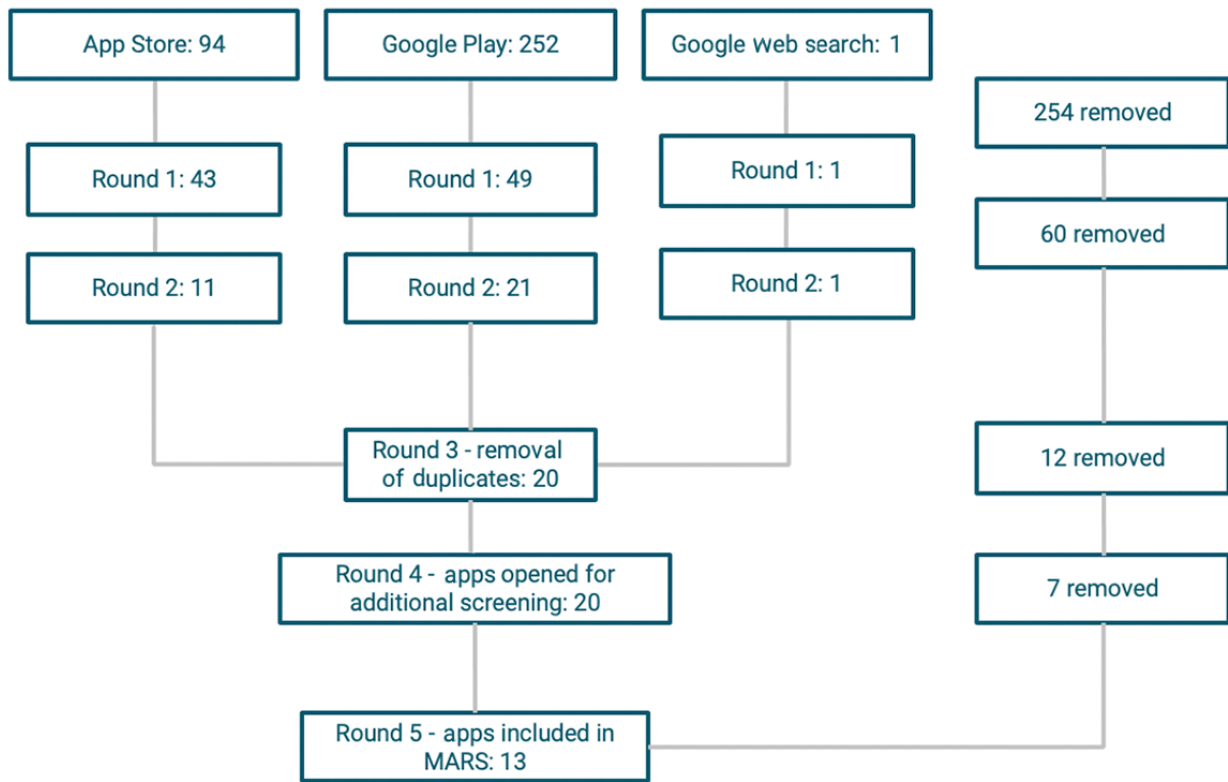 App Store: 94
Google Play: 252
Google web search: 1
254 removed
Round 1: 43
Round 1: 49
Round 1: 1
60 removed
Round 2: 11
Round 2: 21
Round 2: 1
Round 3 - removal
of duplicates: 20
12 removed
Round 4 - apps opened for
additional screening: 20
7 removed
Round 5 - apps included in
MARS: 13